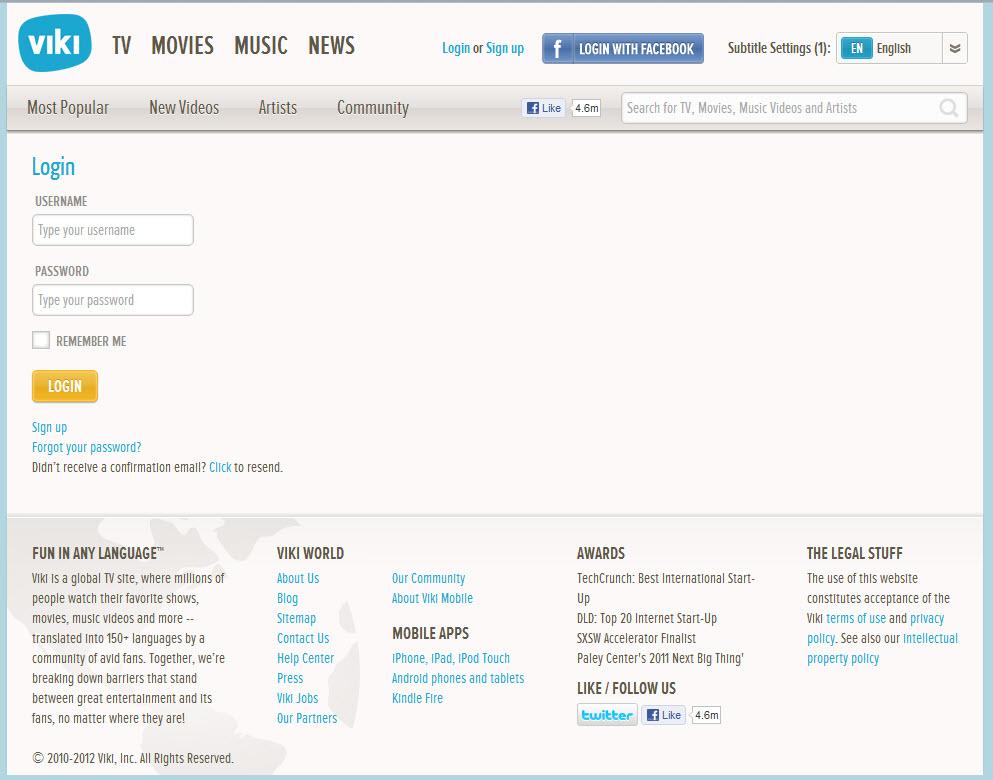 viki TV MOVIES MUSIC NEWS Login or Sign up f LOGIN WITH FACEBOOK Subtitle Settings (1): EN English
Most Popular New Videos Artists Community f Like 4.6m Search for TV, Movies, Music Videos and Artists
Login
USERNAME
Type your username
PASSWORD
Type your password
REMEMBER ME
LOGIN
Sign up
Forgot your password?
Didn't receive a confirmation email? Click to resend.
FUN IN ANY LANGUAGE™
Viki is a global TV site, where millions of
people watch their favorite shows,
movies, music videos and more --
translated into 150+ languages by a
community of avid fans. Together, we're
breaking down barriers that stand
between great entertainment and its
fans, no matter where they are!
© 2010-2012 Viki, Inc. All Rights Reserved.
VIKI WORLD
About Us
Blog
Sitemap
Contact Us
Help Center
Press
Viki Jobs
Our Partners
Our Community
About Viki Mobile
MOBILE APPS
iPhone, iPad, iPod Touch
Android phones and tablets
Kindle Fire
AWARDS
TechCrunch: Best International Start-
Up
DLD: Top 20 Internet Start-Up
SXSW Accelerator Finalist
Paley Center's 2011 Next Big Thing'
LIKE / FOLLOW US
twitter f Like 4.6m
THE LEGAL STUFF
The use of this website
constitutes acceptance of the
Viki terms of use and privacy
policy. See also our intellectual
property policy